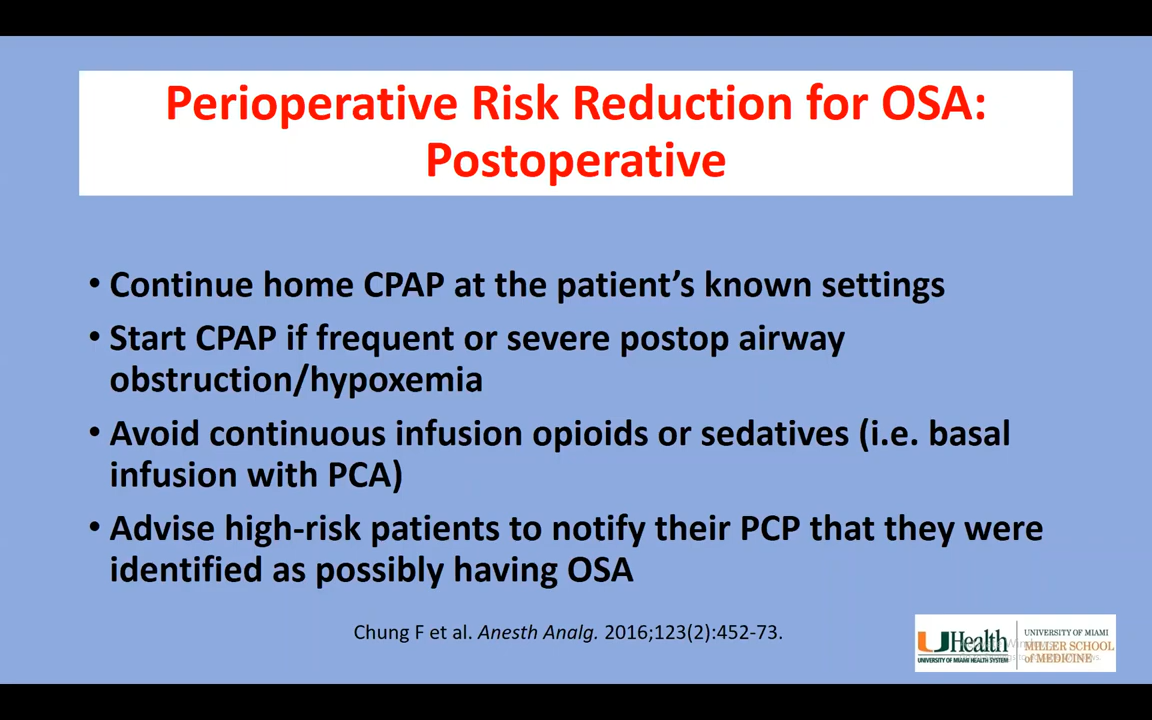 Perioperative Risk Reduction for OSA:
Postoperative
• Continue home CPAP at the patient’s known settings
• Start CPAP if frequent or severe postop airway
obstruction/hypoxemia
• Avoid continuous infusion opioids or sedatives (i.e. basal
infusion with PCA)
• Advise high-risk patients to notify their PCP that they were
identified as possibly having OSA
Chung F et al. Anesth Analg. 2016;123(2):452-73.
UHealth
UNIVERSITY OF MIAMI HEALTH SYSTEM
UNIVERSITY OF MIAMI
MILLER SCHOOL
of MEDICINE